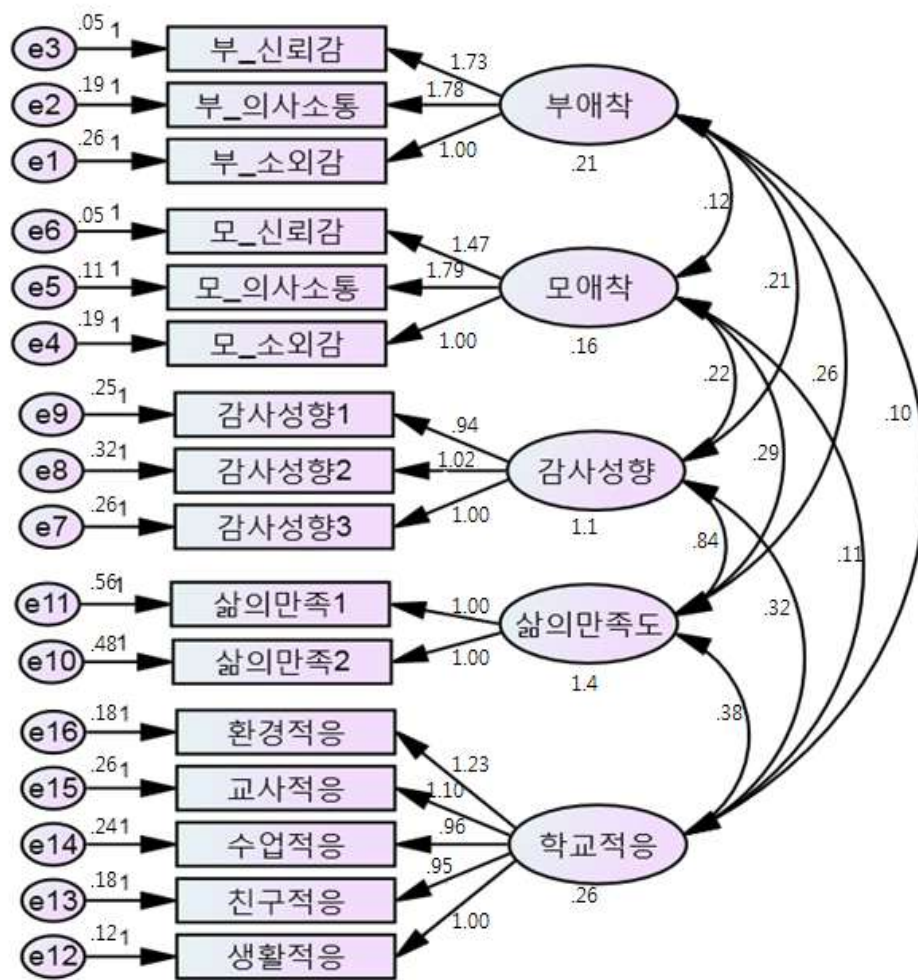 e3 .05 1 부_신뢰감
1.73
e2 .19 1 부_의사소통 1.78 부애착
e1 .26 1 부_소외감 1.00 .21
.12
e6 .05 1 모_신뢰감
1.47
e5 .11 1 모_의사소통 1.79 모애착 .21
e4 .19 1 모_소외감 1.00 .16
.22 .26 .10
e9 .25 1 감사성향1
.94
e8 .32 1 감사성향2 1.02 감사성향 .29
e7 .26 1 감사성향3 1.00 1.1
.84 .11
e11 .56 1 삶의만족1 1.00 .32
삶의만족도
e10 .48 1 삶의만족2 1.00 1.4
.38
e16 .18 1 환경적응
1.23
e15 .26 1 교사적응 1.10
e14 .24 1 수업적응 .96 학교적응
e13 .18 1 친구적응 .95 .26
e12 .12 1 생활적응 1.00